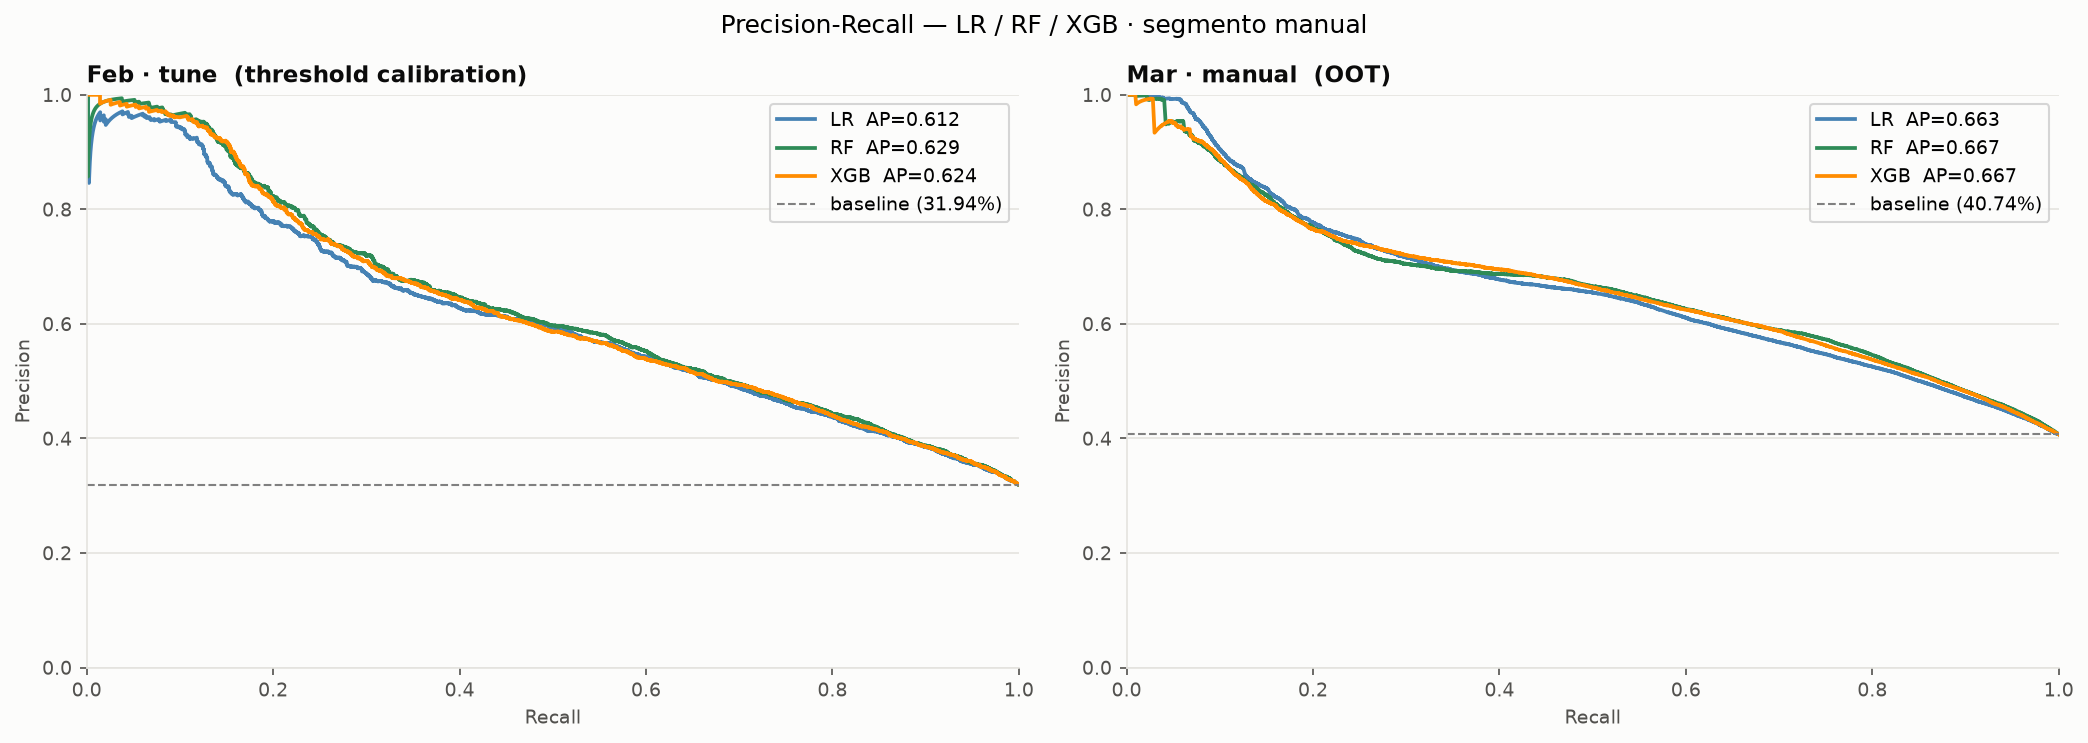 Precision-Recall — LR / RF / XGB · segmento manual
Feb · tune  (threshold calibration)
1.0
0.8
0.6
0.4
0.2
0.0
Precision
0.0
0.2
0.4
0.6
0.8
1.0
Recall
LR  AP=0.612
RF  AP=0.629
XGB  AP=0.624
baseline (31.94%)
Mar · manual  (OOT)
1.0
0.8
0.6
0.4
0.2
0.0
Precision
0.0
0.2
0.4
0.6
0.8
1.0
Recall
LR  AP=0.663
RF  AP=0.667
XGB  AP=0.667
baseline (40.74%)